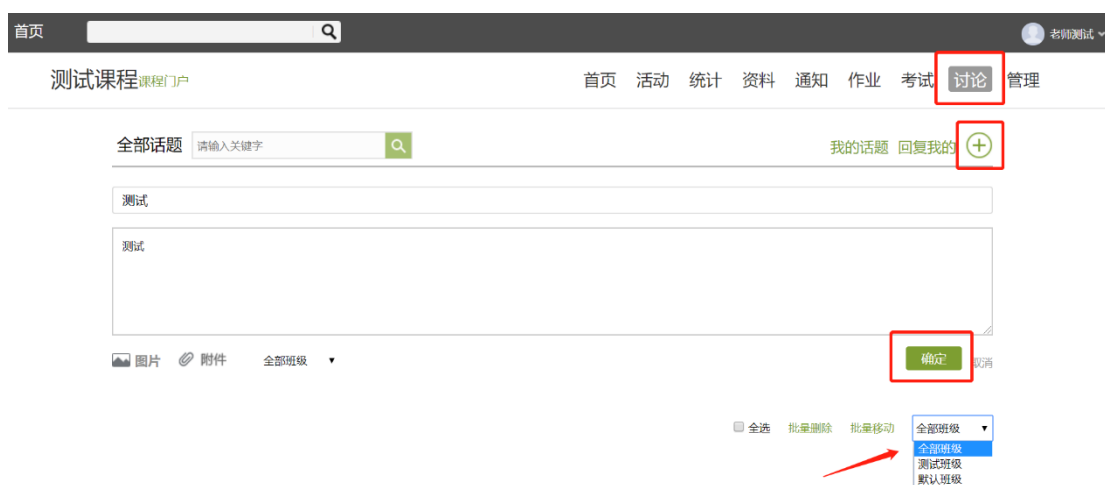 首页 老师测试
测试课程 课程门户 首页 活动 统计 资料 通知 作业 考试 讨论 管理
全部话题 请输入关键字 我的话题 回复我的
测试
测试
图片 附件 全部班级 确定 取消
全选 批量删除 批量移动 全部班级
全部班级
测试班级
默认班级